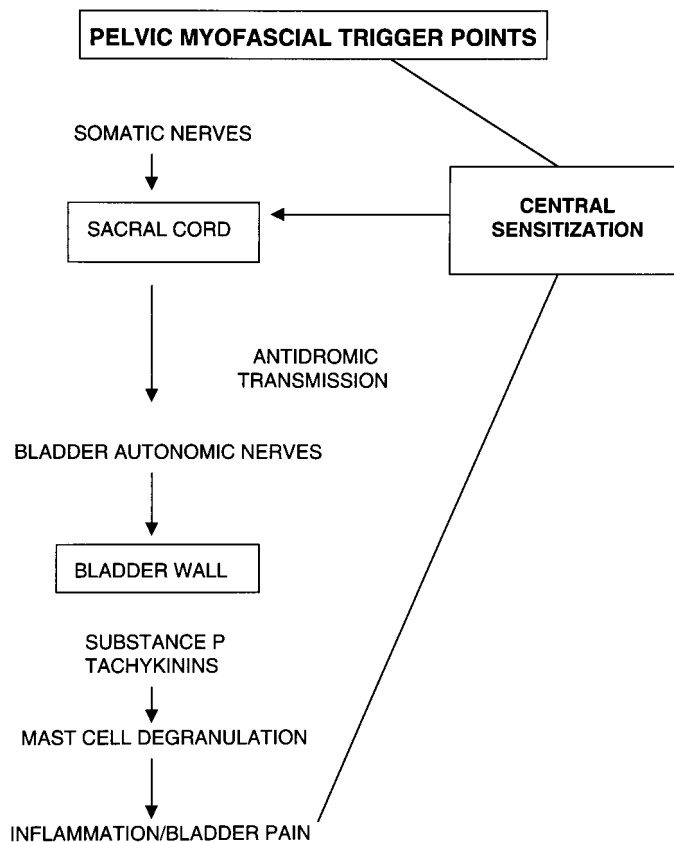 PELVIC MYOFASCIAL TRIGGER POINTS
SOMATIC NERVES
SACRAL CORD
CENTRAL
SENSITIZATION
ANTIDROMIC
TRANSMISSION
BLADDER AUTONOMIC NERVES
BLADDER WALL
SUBSTANCE P
TACHYKININS
MAST CELL DEGRANULATION
INFLAMMATION/BLADDER PAIN